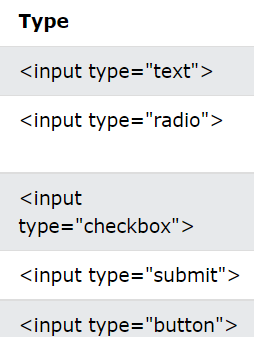 Type
<input type="text">
<input type="radio">
<input
type="checkbox">
<input type="submit">
<input type="button">